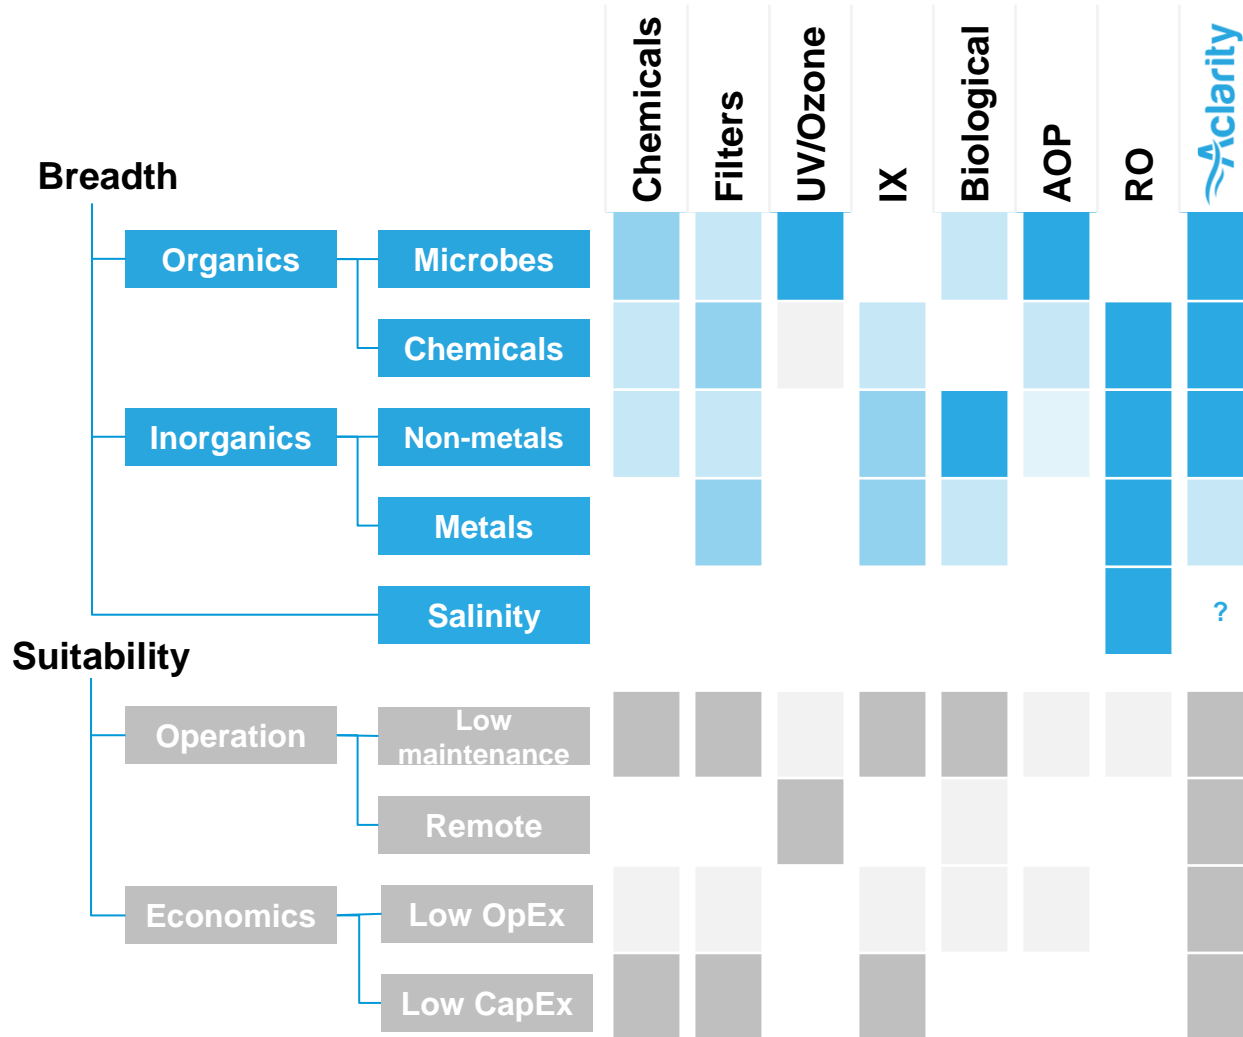 Chemicals
Filters
UV/Ozone
IX
Biological
AOP
RO
Aclarity
Breadth
Organics
Microbes
Chemicals
Inorganics
Non-metals
Metals
Salinity
?
Suitability
Operation
Low
maintenance
Remote
Economics
Low OpEx
Low CapEx